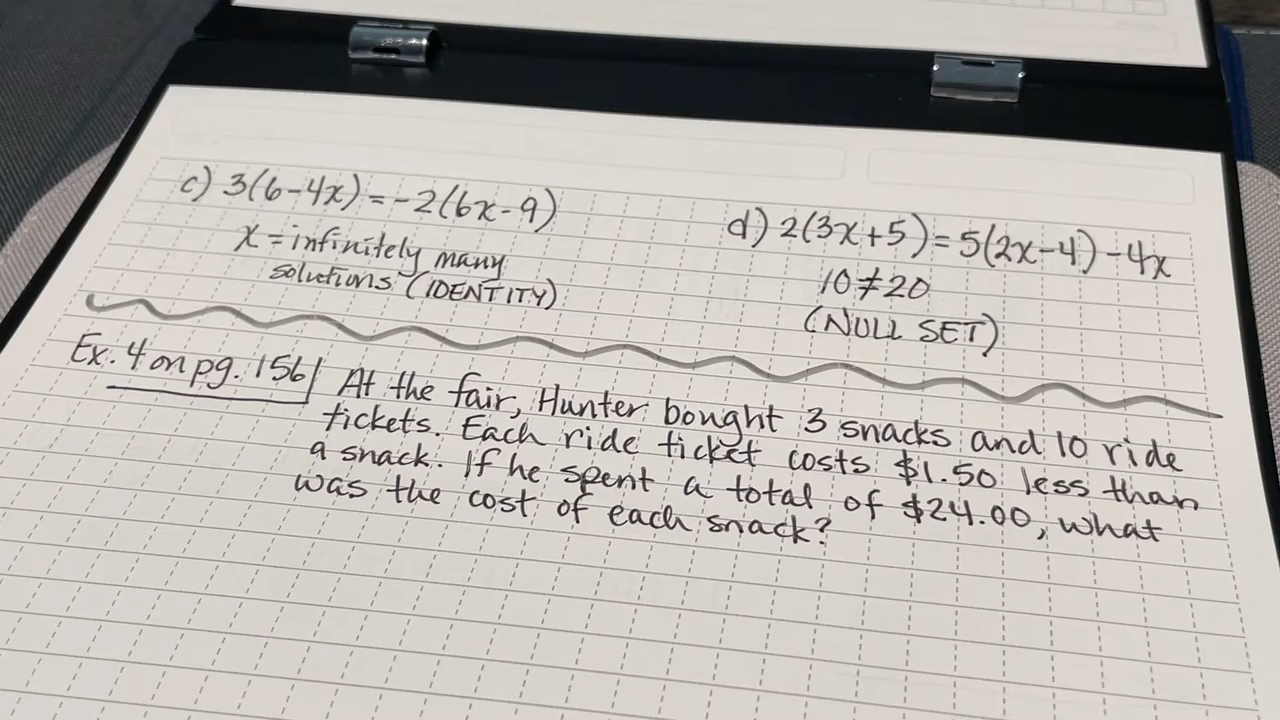 c) 3(6-4x)=-2(6x-9)
x=infinitely many
solutions (IDENTITY)
d) 2(3x+5)=5(2x-4)-4x
10≠20
(NULL SET)
Ex. 4 on pg. 156
At the fair, Hunter bought 3 snacks and 10 ride
tickets. Each ride ticket costs $1.50 less than
a snack. If he spent a total of $24.00, what
was the cost of each snack?